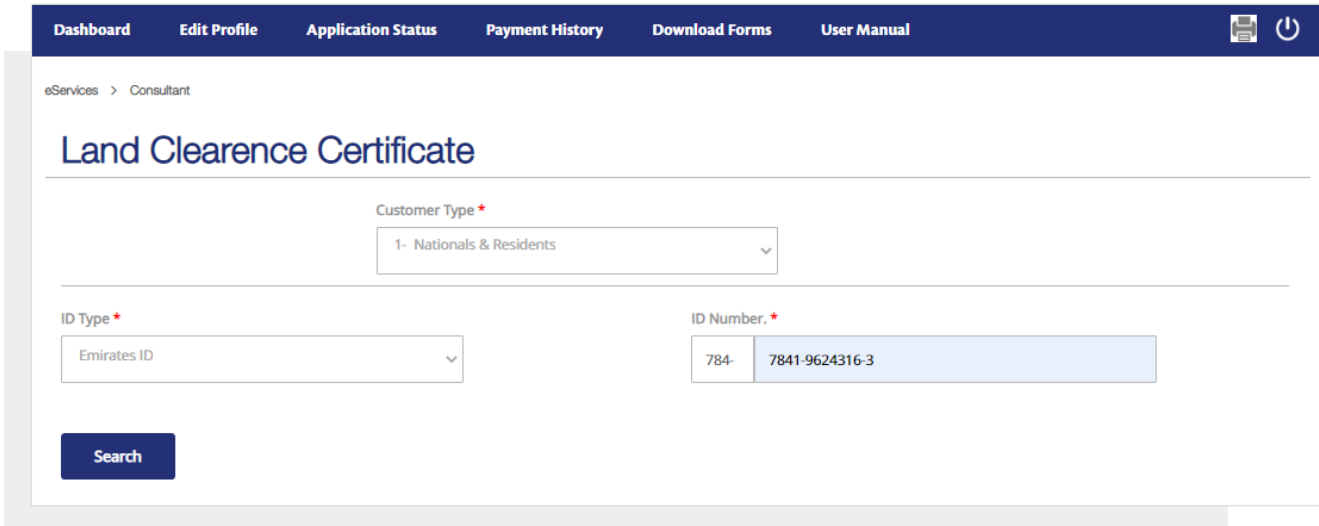 Dashboard Edit Profile Application Status Payment History Download Forms User Manual
eServices > Consultant
Land Clearence Certificate
Customer Type *
1- Nationals & Residents
ID Type * ID Number. *
Emirates ID 784- 7841-9624316-3
Search